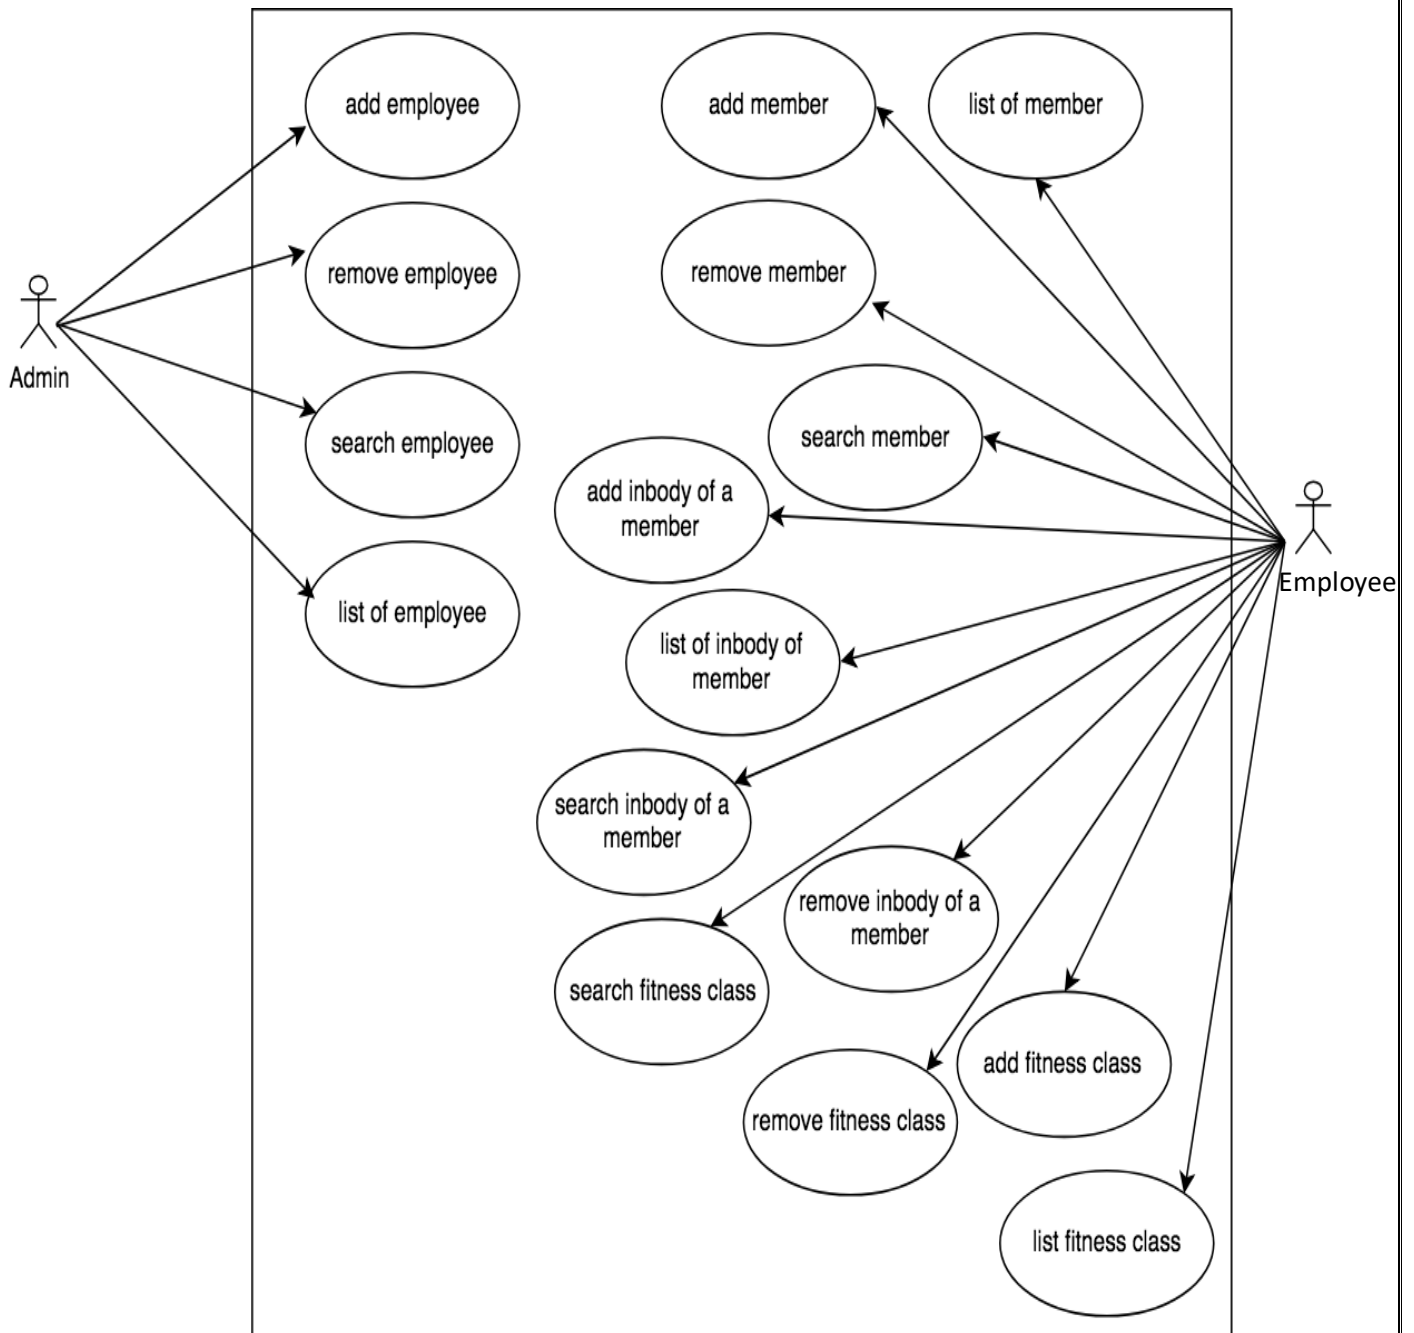 add employee
add member
list of member
remove employee
remove member
Admin
search employee
search member
add inbody of a
member
Employee
list of employee
list of inbody of
member
search inbody of a
member
remove inbody of a
member
search fitness class
add fitness class
remove fitness class
list fitness class